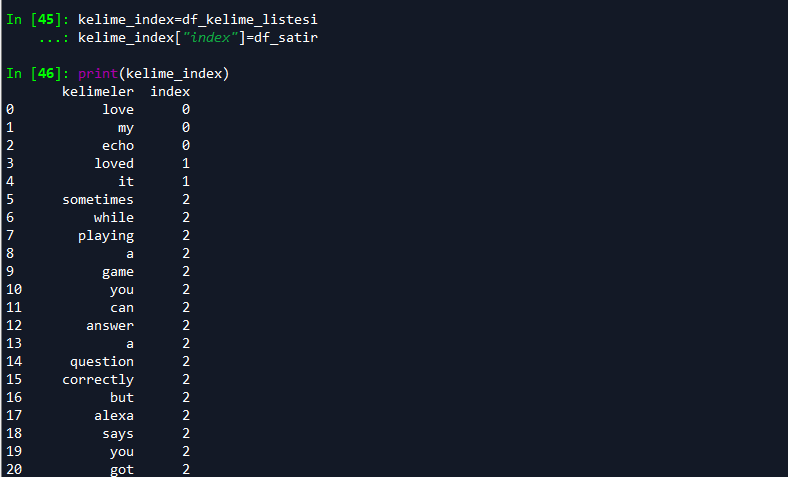 In [45]: kelime_index=df_kelime_listesi
...: kelime_index["index"]=df_satir
In [46]: print(kelime_index)
kelimeler index
0 love 0
1 my 0
2 echo 0
3 loved 1
4 it 1
5 sometimes 2
6 while 2
7 playing 2
8 a 2
9 game 2
10 you 2
11 can 2
12 answer 2
13 a 2
14 question 2
15 correctly 2
16 but 2
17 alexa 2
18 says 2
19 you 2
20 got 2